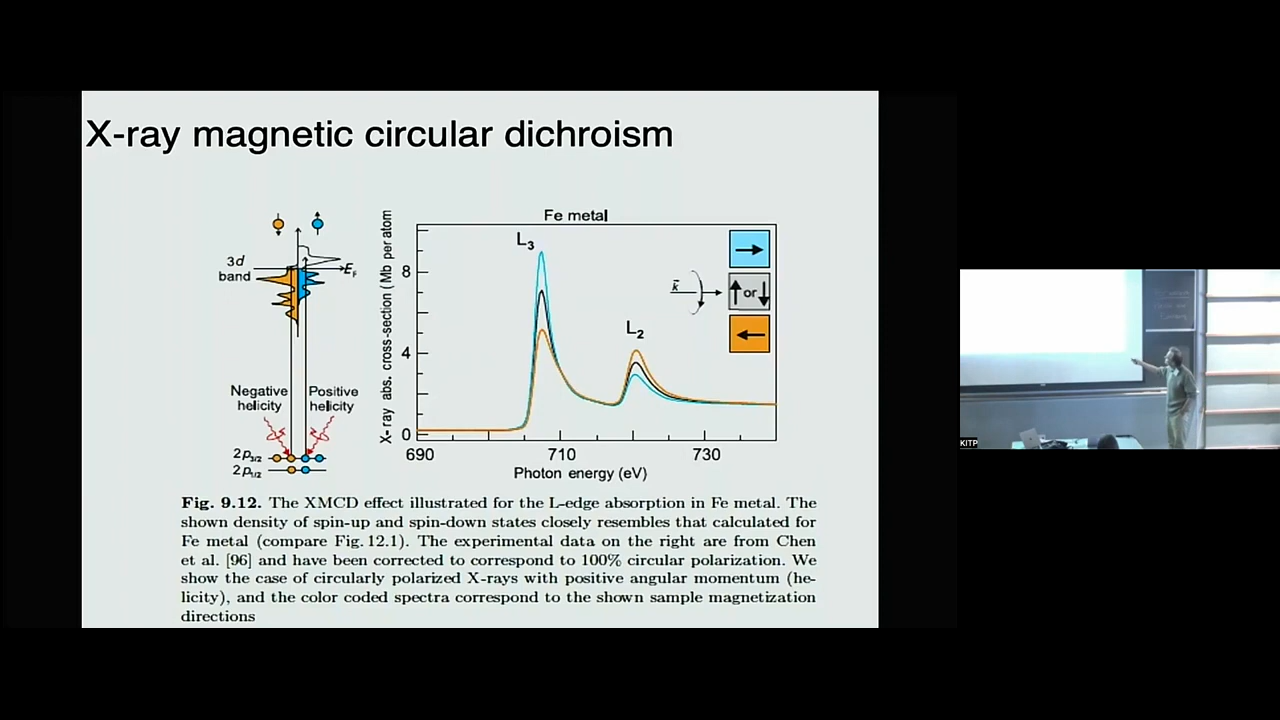 X-ray magnetic circular dichroism
Fe metal
X-ray abs. cross-section (Mb per atom
8
4
0
690
710
730
Photon energy (eV)
L3
L2
k
or
3d
band
EF
Negative
helicity
Positive
helicity
2p3/2
2p1/2
Fig. 9.12. The XMCD effect illustrated for the L-edge absorption in Fe metal. The
shown density of spin-up and spin-down states closely resembles that calculated for
Fe metal (compare Fig. 12.1). The experimental data on the right are from Chen
et al. [96] and have been corrected to correspond to 100% circular polarization. We
show the case of circularly polarized X-rays with positive angular momentum (he-
licity), and the color coded spectra correspond to the shown sample magnetization
directions
KITP